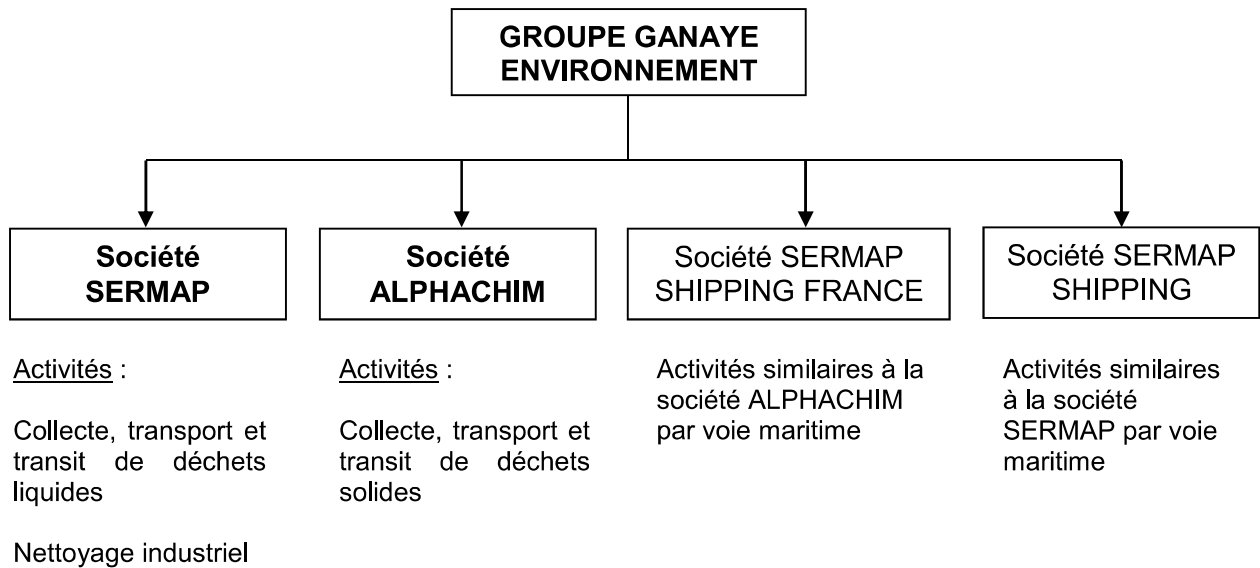 GROUPE GANAYE
ENVIRONNEMENT
Société
SERMAP
Société
ALPHACHIM
Société SERMAP
SHIPPING FRANCE
Société SERMAP
SHIPPING
Activités :
Collecte, transport et
transit de déchets
liquides
Nettoyage industriel
Activités :
Collecte, transport et
transit de déchets
solides
Activités similaires à la
société ALPHACHIM
par voie maritime
Activités similaires
à la société
SERMAP par voie
maritime